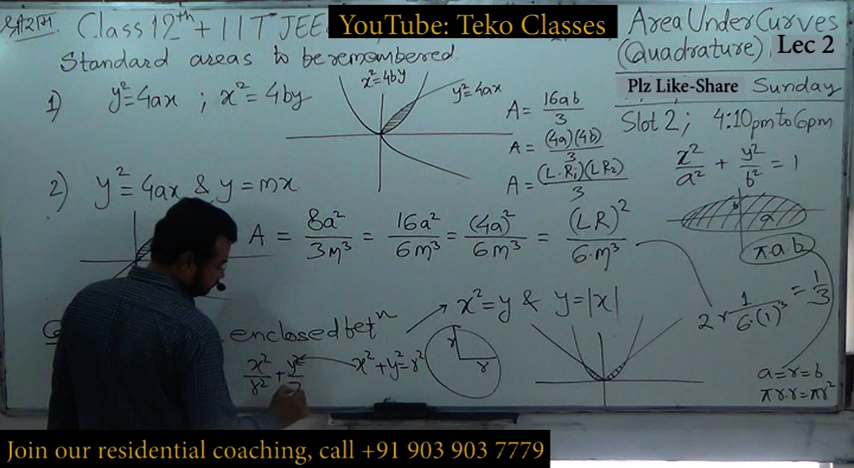 YouTube: Teko Classes
श्रीराम Class 12th + IIT JEE
Area Under Curves
(Quadrature) Lec 2
Plz Like-Share Sunday
Slot 2; 4:10pm to 6pm
Standard areas to be remembered
1) y² = 4ax ; x² = 4by
x² = 4by
y² = 4ax
A = 16ab/3
A = (4a)(4b)/3
A = (L.R₁)(LR₂)/3
x²/a² + y²/b² = 1
b
a
πab
2) y² = 4ax & y = mx
A = 8a²/3m³ = 16a²/6m³ = (4a)²/6m³ = (LR)²/6·m³
2 × 1/6(1)³ = 1/3
enclosed betⁿ
x² = y & y = |x|
x²/r² + y²
x² + y² = r²
r
r
a = r = b
πr.r = πr²
Join our residential coaching, call +91 903 903 7779